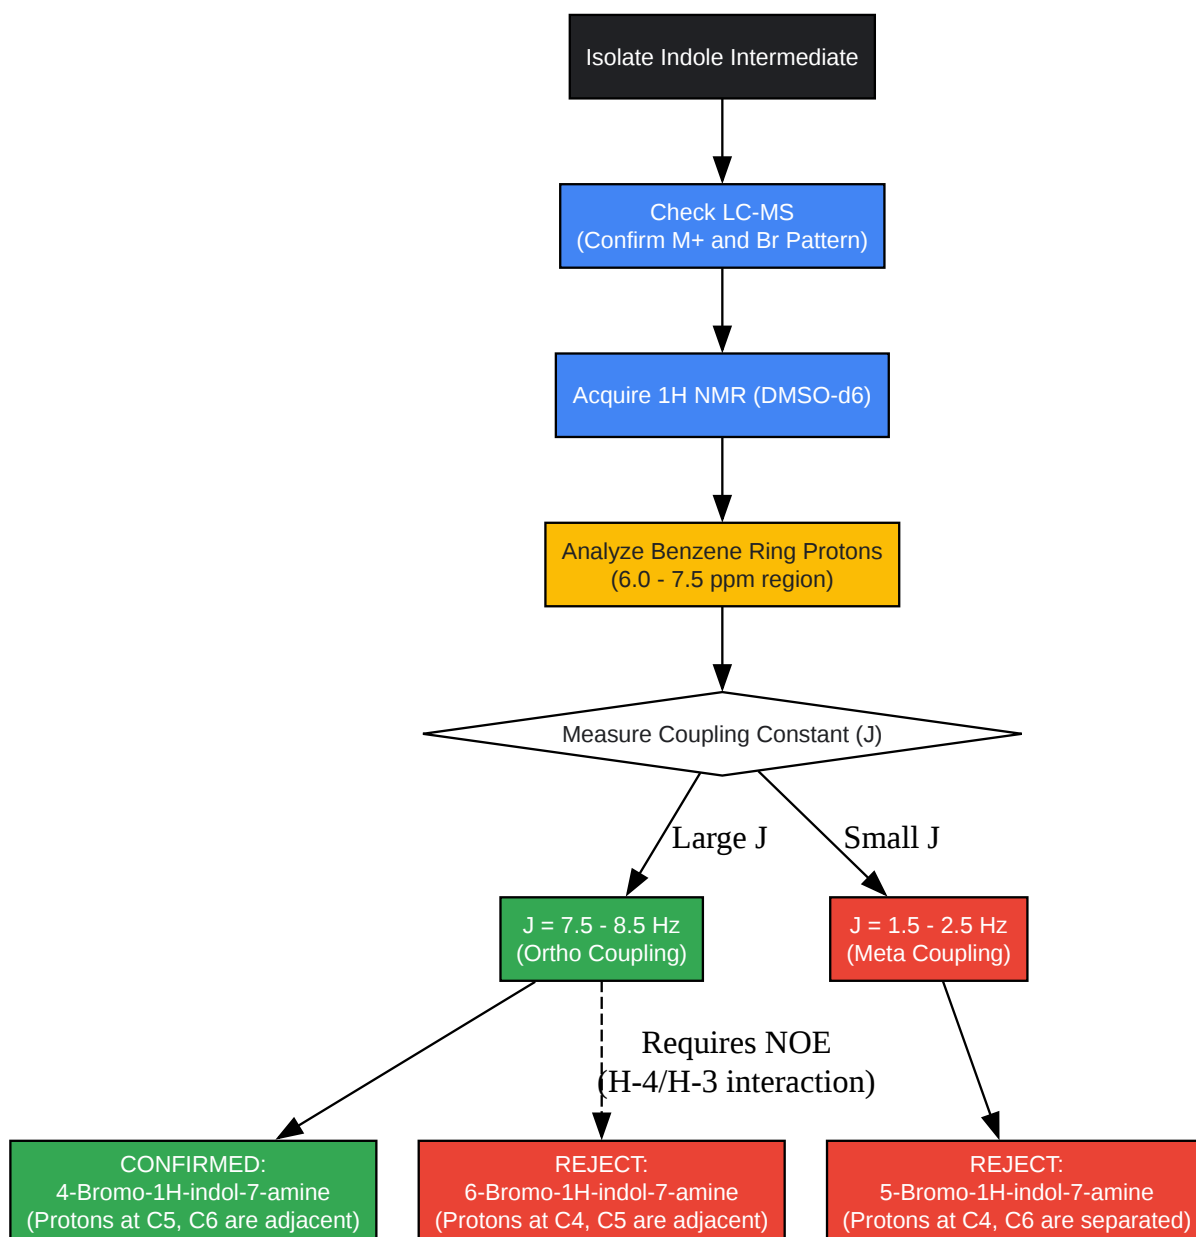 Isolate Indole Intermediate
Check LC-MS
(Confirm M+ and Br Pattern)
Acquire 1H NMR (DMSO-d6)
Analyze Benzene Ring Protons
(6.0 - 7.5 ppm region)
Measure Coupling Constant (J)
Large J
Small J
J = 7.5 - 8.5 Hz
(Ortho Coupling)
J = 1.5 - 2.5 Hz
(Meta Coupling)
Requires NOE
(H-4/H-3 interaction)
CONFIRMED:
4-Bromo-1H-indol-7-amine
(Protons at C5, C6 are adjacent)
REJECT:
6-Bromo-1H-indol-7-amine
(Protons at C4, C5 are adjacent)
REJECT:
5-Bromo-1H-indol-7-amine
(Protons at C4, C6 are separated)